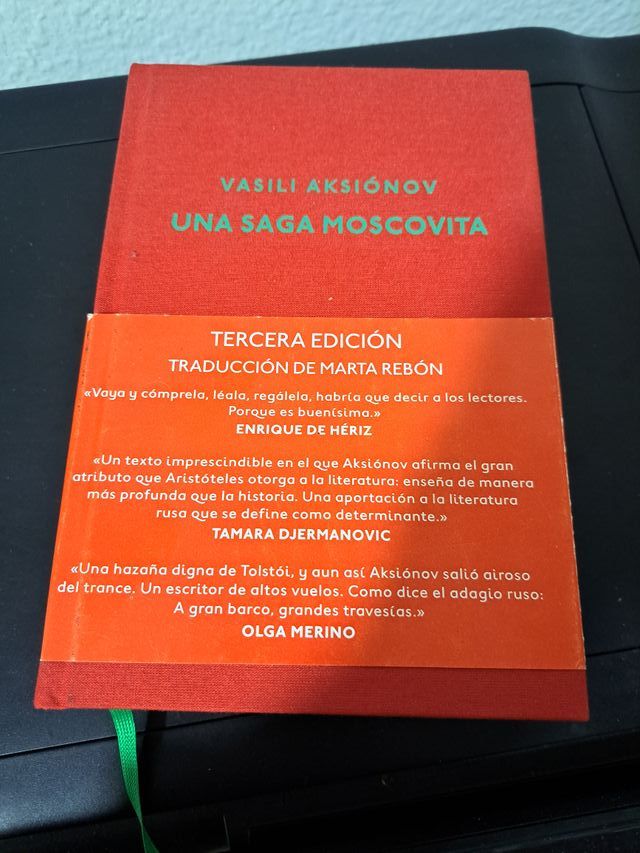 VASILI AKSIÓNOV
UNA SAGA MOSCOVITA
TERCERA EDICIÓN
TRADUCCIÓN DE MARTA REBÓN
«Vaya y cómprela, léala, regálela, habría que decir a los lectores.
Porque es buenísima.»
ENRIQUE DE HÉRIZ
«Un texto imprescindible en el que Aksiónov afirma el gran
atributo que Aristóteles otorga a la literatura: enseña de manera
más profunda que la historia. Una aportación a la literatura
rusa que se define como determinante.»
TAMARA DJERMANOVIC
«Una hazaña digna de Tolstói, y aun así Aksiónov salió airoso
del trance. Un escritor de altos vuelos. Como dice el adagio ruso:
A gran barco, grandes travesías.»
OLGA MERINO